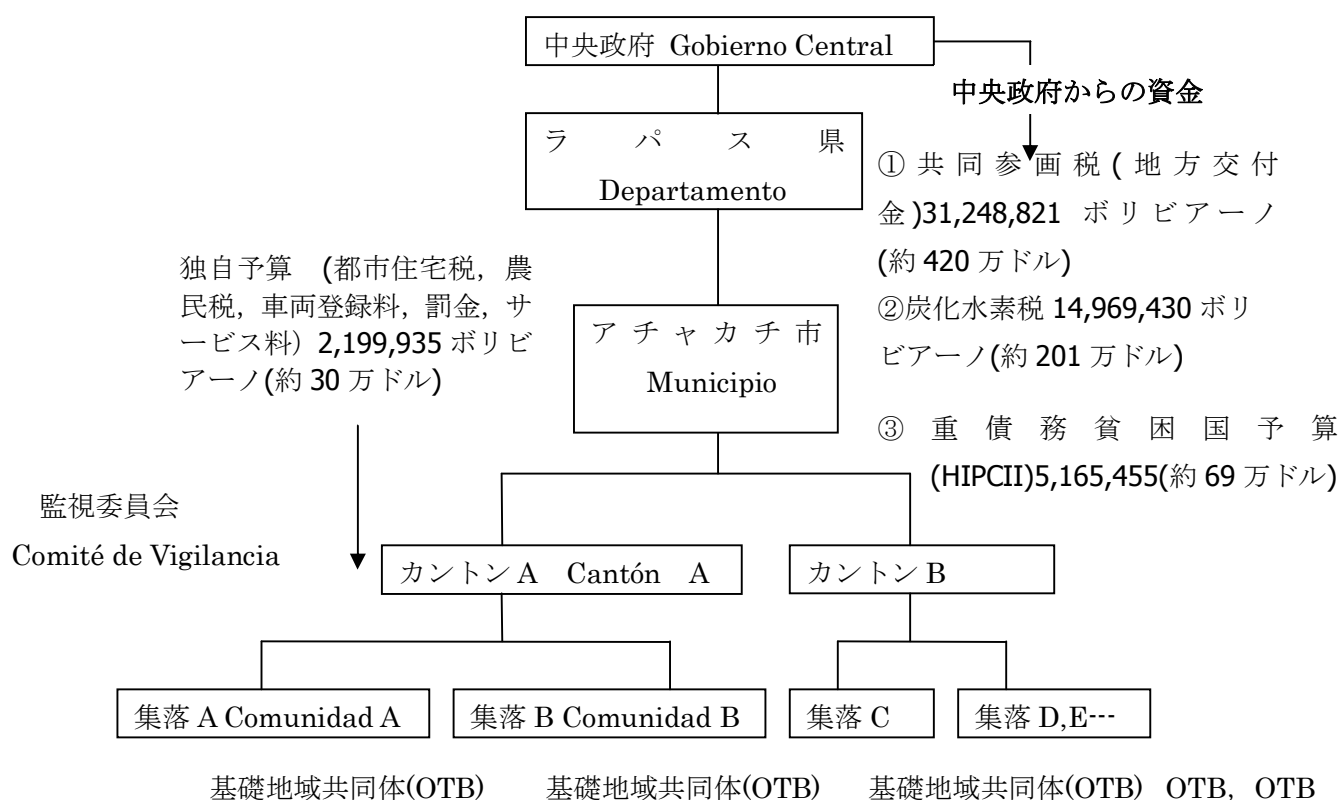 中央政府 Gobierno Central
中央政府からの資金
ラパス県
Departamento
①共同参画税(地方交付
金)31,248,821 ボリビアーノ
(約 420 万ドル)
②炭化水素税 14,969,430 ボリ
ビアーノ(約 201 万ドル)
③ 重債務貧困国予算
(HIPCII)5,165,455(約 69 万ドル)
独自予算 (都市住宅税，農
民税，車両登録料，罰金，サ
ービス料) 2,199,935 ボリビ
アーノ(約 30 万ドル)
アチャカチ市
Municipio
監視委員会
Comité de Vigilancia
カントン A Cantón A
カントン B
集落 A Comunidad A
集落 B Comunidad B
集落 C
集落 D,E---
基礎地域共同体(OTB) 基礎地域共同体(OTB) 基礎地域共同体(OTB) OTB，OTB